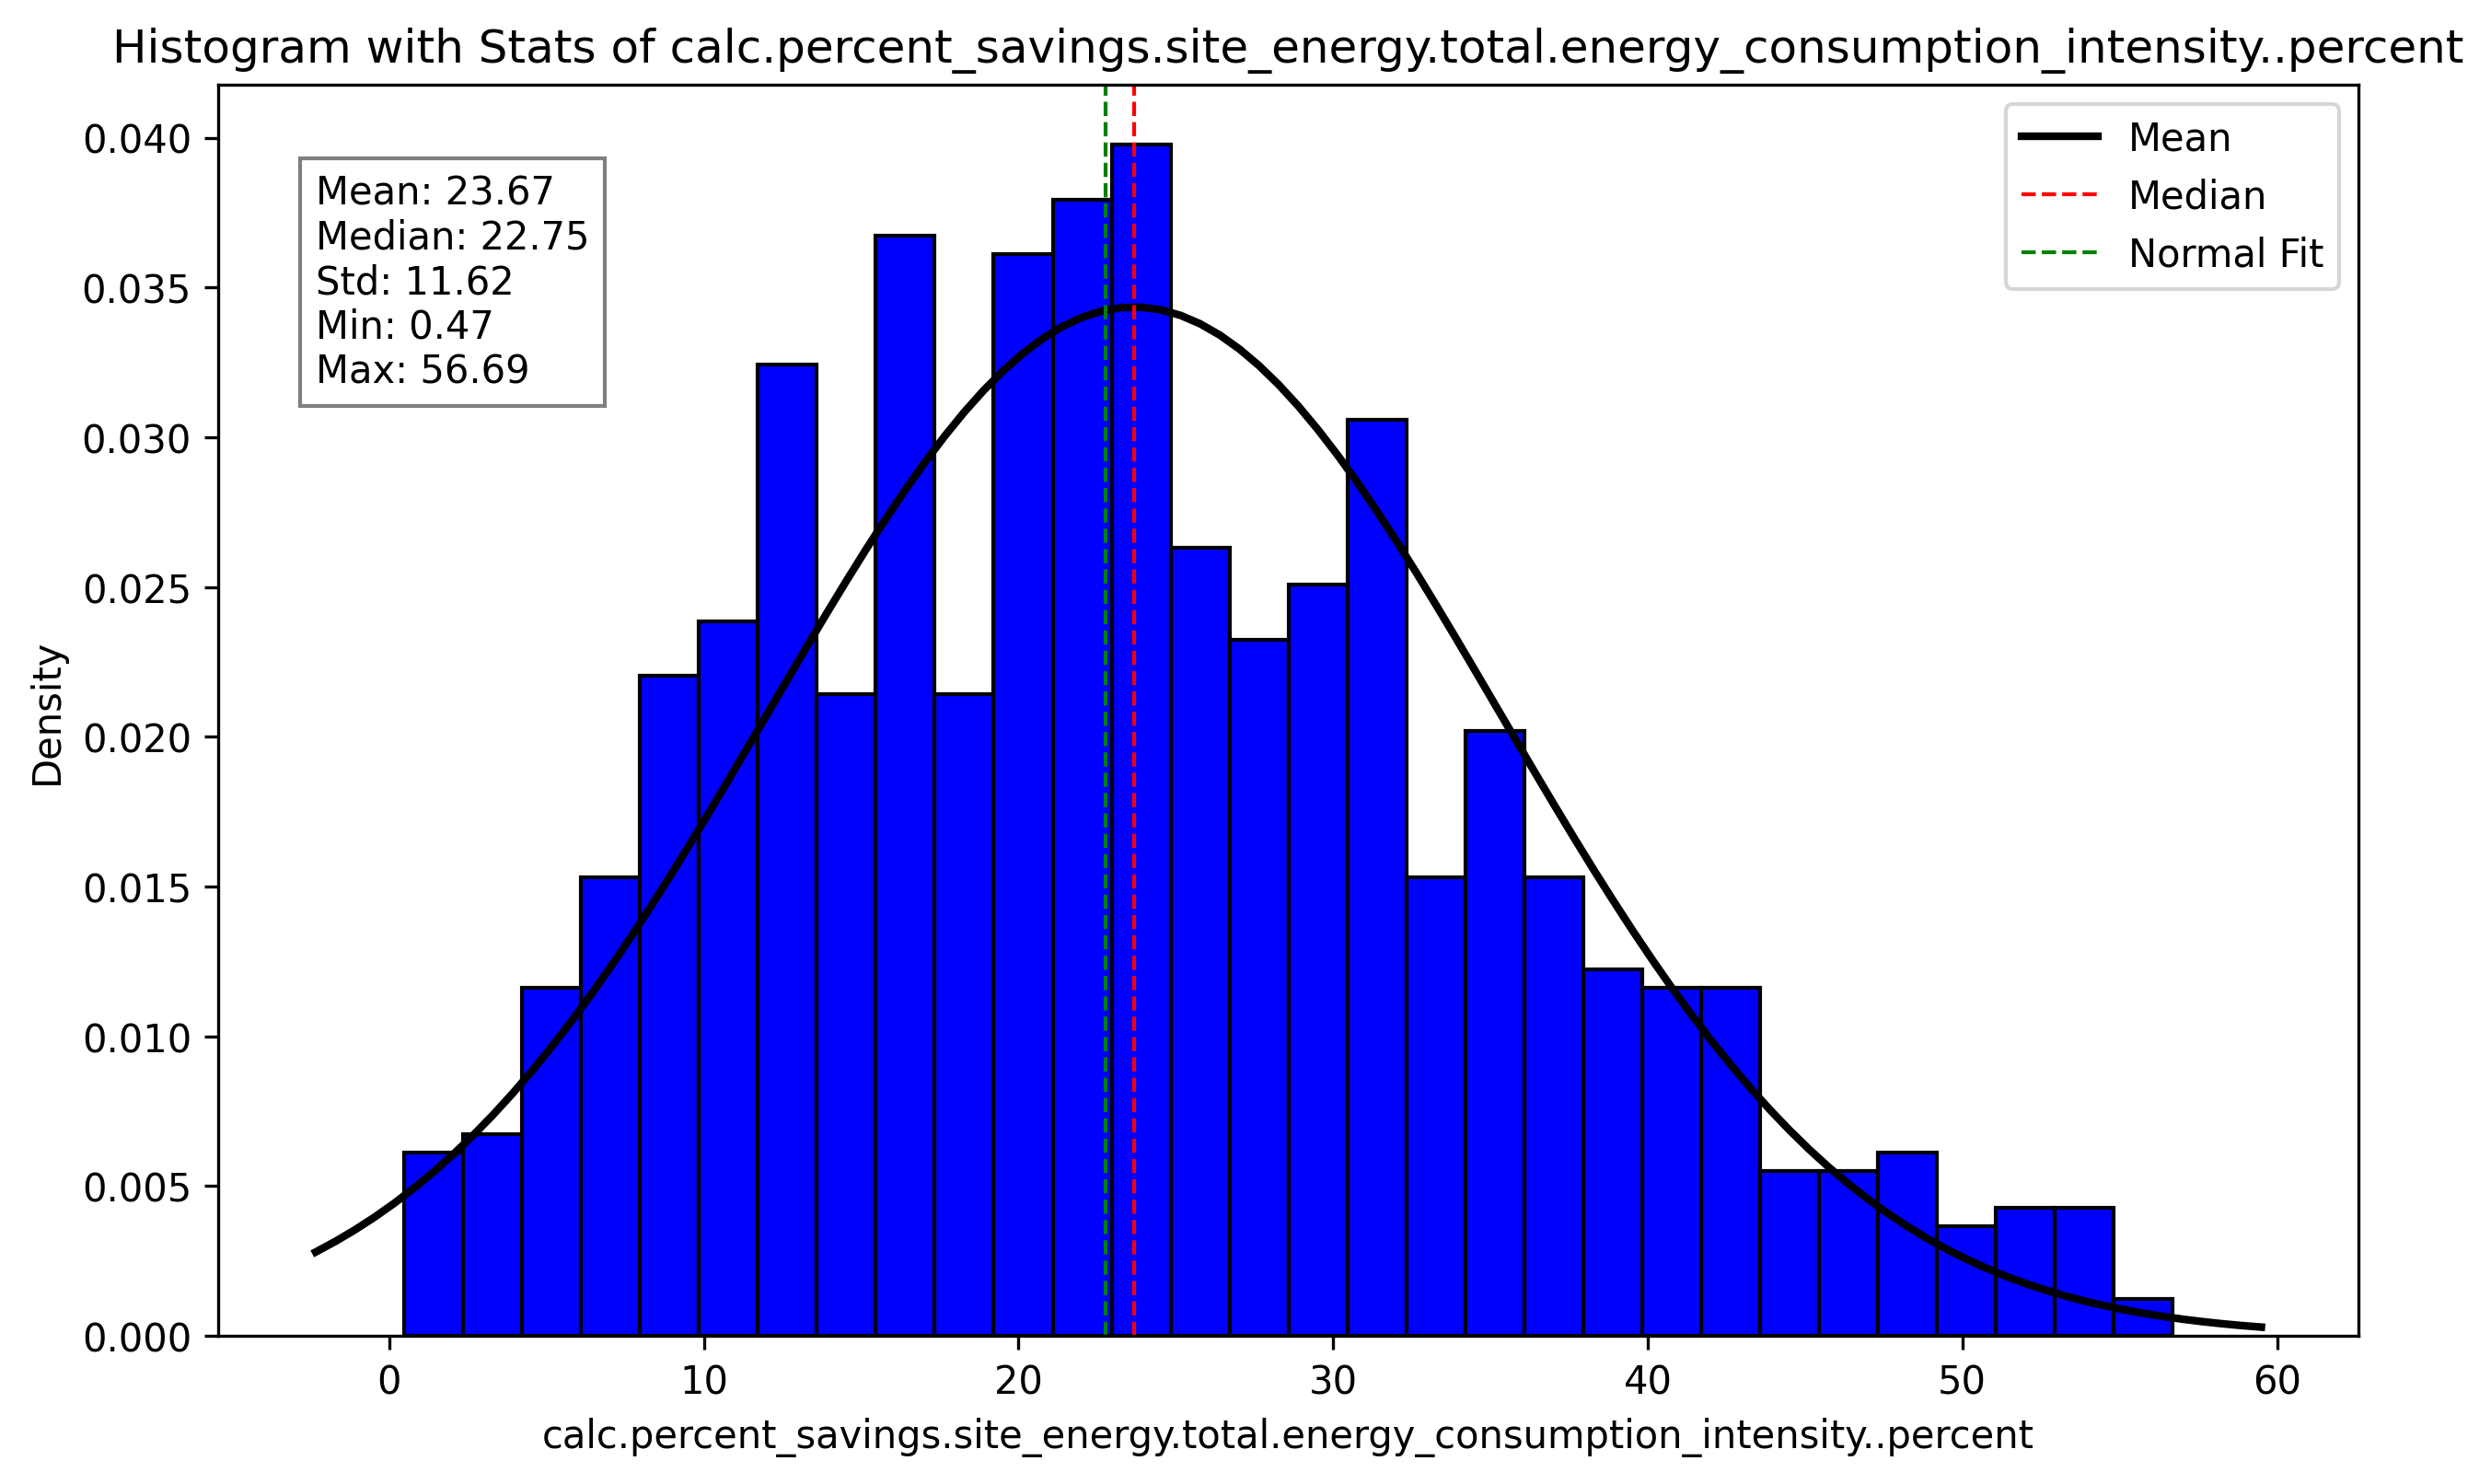 Histogram with Stats of calc.percent_savings.site_energy.total.energy_consumption_intensity..percent
Mean: 23.67
Median: 22.75
Std: 11.62
Min: 0.47
Max: 56.69
Mean
Median
Normal Fit
Density
0.040
0.035
0.030
0.025
0.020
0.015
0.010
0.005
0.000
0 10 20 30 40 50 60
calc.percent_savings.site_energy.total.energy_consumption_intensity..percent